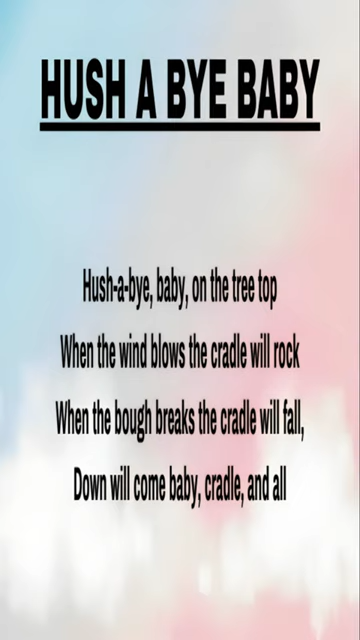 HUSH A BYE BABY
Hush-a-bye, baby, on the tree top
When the wind blows the cradle will rock
When the bough breaks the cradle will fall,
Down will come baby, cradle, and all